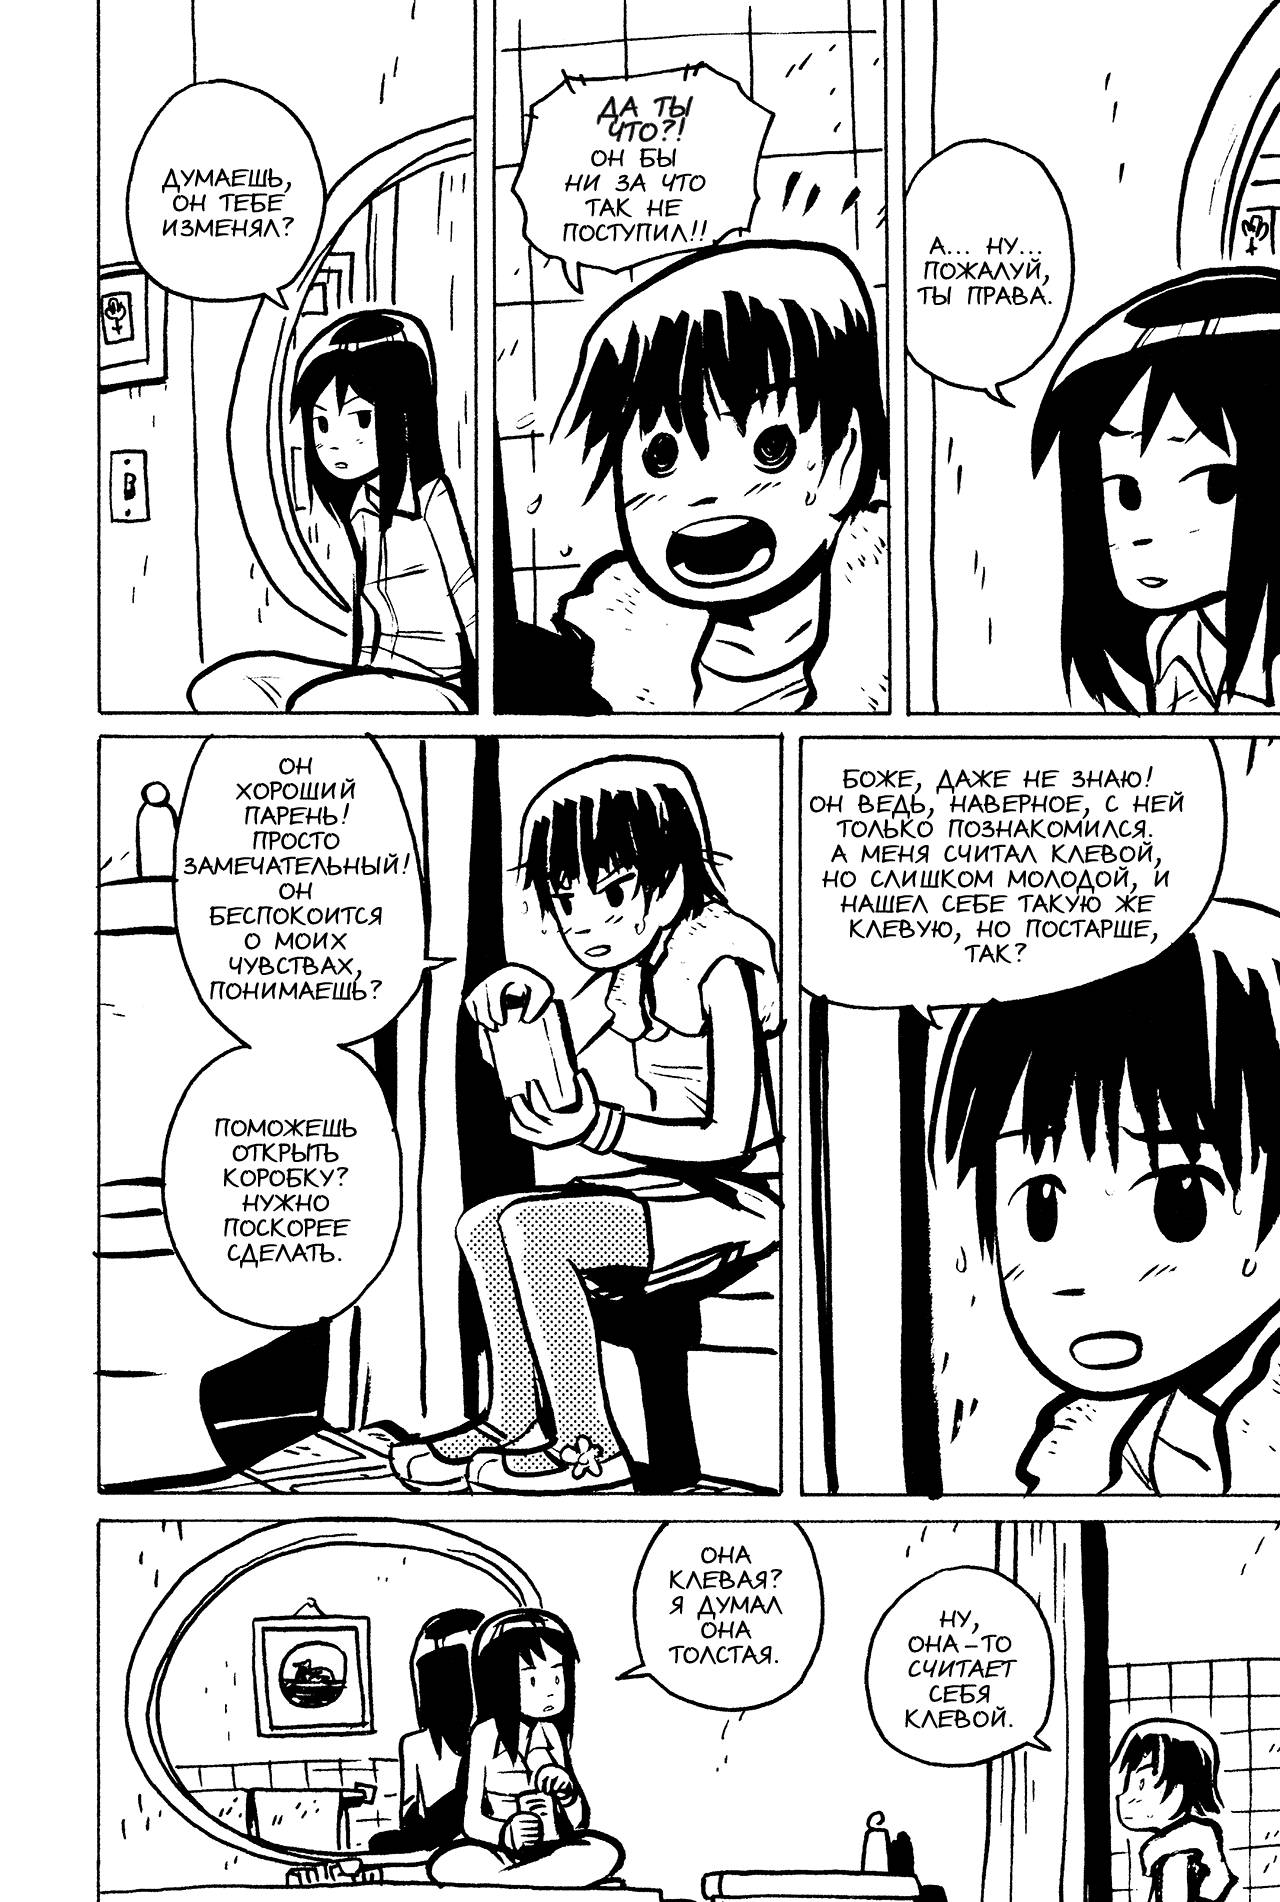 ДУМАЕШЬ,
ОН ТЕБЕ
ИЗМЕНЯЛ?
ДА ТЫ
ЧТО?!
ОН БЫ
НИ ЗА ЧТО
ТАК НЕ
ПОСТУПИЛ!!
А... НУ...
ПОЖАЛУЙ,
ТЫ ПРАВА.
ОН
ХОРОШИЙ
ПАРЕНЬ!
ПРОСТО
ЗАМЕЧАТЕЛЬНЫЙ!
ОН
БЕСПОКОИТСЯ
О МОИХ
ЧУВСТВАХ,
ПОНИМАЕШЬ?
ПОМОЖЕШЬ
ОТКРЫТЬ
КОРОБКУ?
НУЖНО
ПОСКОРЕЕ
СДЕЛАТЬ.
БОЖЕ, ДАЖЕ НЕ ЗНАЮ!
ОН ВЕДЬ, НАВЕРНОЕ, С НЕЙ
ТОЛЬКО ПОЗНАКОМИЛСЯ.
А МЕНЯ СЧИТАЛ КЛЕВОЙ,
НО СЛИШКОМ МОЛОДОЙ, И
НАШЕЛ СЕБЕ ТАКУЮ ЖЕ
КЛЕВУЮ, НО ПОСТАРШЕ,
ТАК?
ОНА
КЛЕВАЯ?
Я ДУМАЛ
ОНА
ТОЛСТАЯ.
НУ,
ОНА-ТО
СЧИТАЕТ
СЕБЯ
КЛЕВОЙ.